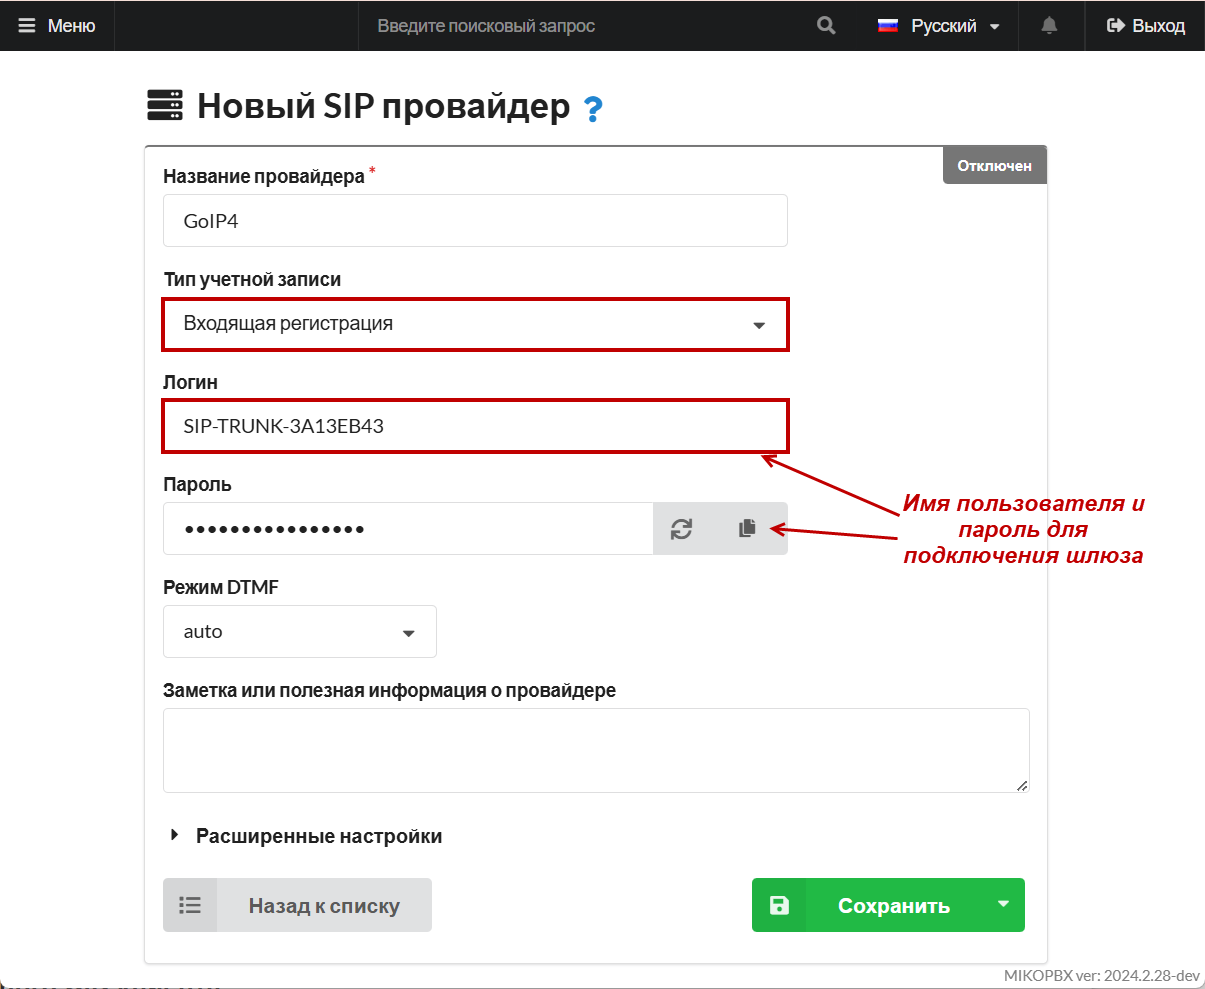 Меню
Введите поисковый запрос
Русский
Выход
Новый SIP провайдер ?
Отключен
Название провайдера *
GoIP4
Тип учетной записи
Входящая регистрация
Логин
SIP-TRUNK-3A13EB43
Пароль
••••••••••••••••
Имя пользователя и
пароль для
подключения шлюза
Режим DTMF
auto
Заметка или полезная информация о провайдере
Расширенные настройки
Назад к списку
Сохранить
MIKOPBX ver: 2024.2.28-dev